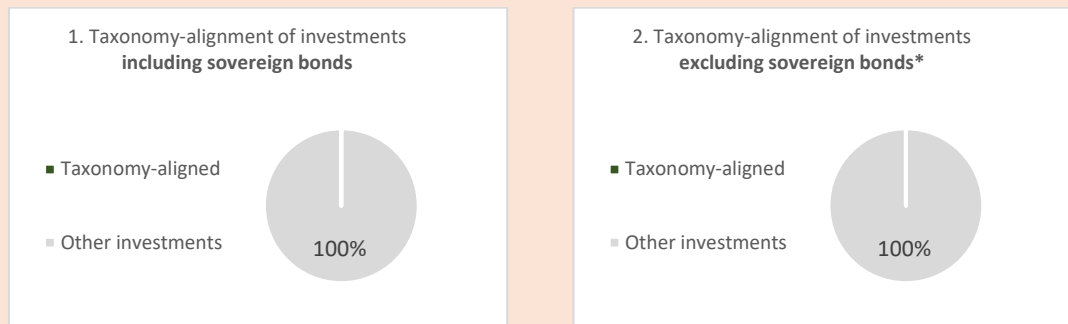 1. Taxonomy-alignment of investments
including sovereign bonds
Taxonomy-aligned
Other investments
100%
2. Taxonomy-alignment of investments
excluding sovereign bonds*
Taxonomy-aligned
Other investments
100%